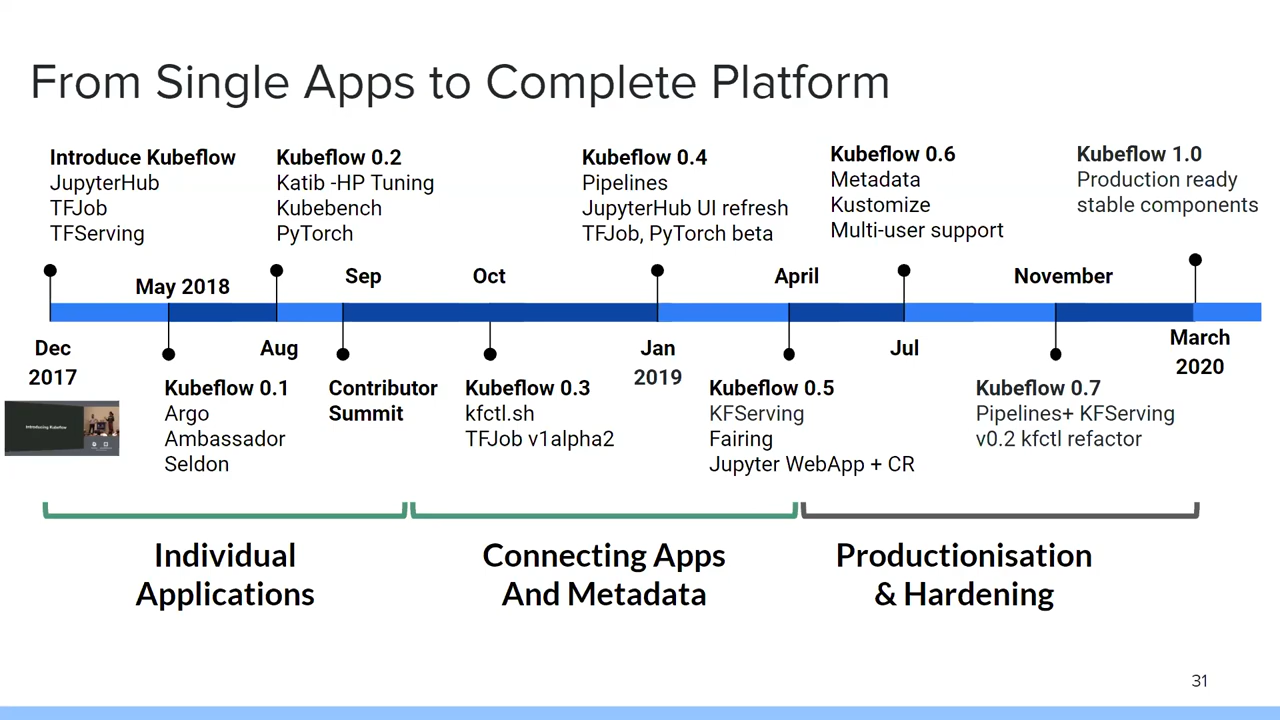 From Single Apps to Complete Platform
Introduce Kubeflow
JupyterHub
TFJob
TFServing
Kubeflow 0.2
Katib -HP Tuning
Kubebench
PyTorch
Kubeflow 0.4
Pipelines
JupyterHub UI refresh
TFJob, PyTorch beta
Kubeflow 0.6
Metadata
Kustomize
Multi-user support
Kubeflow 1.0
Production ready
stable components
May 2018
Sep
Oct
April
November
Dec
2017
Aug
Jan
2019
Jul
March
2020
Introducing Kubeflow
Kubeflow 0.1
Argo
Ambassador
Seldon
Contributor
Summit
Kubeflow 0.3
kfctl.sh
TFJob v1alpha2
Kubeflow 0.5
KFServing
Fairing
Jupyter WebApp + CR
Kubeflow 0.7
Pipelines+ KFServing
v0.2 kfctl refactor
Individual
Applications
Connecting Apps
And Metadata
Productionisation
& Hardening
31